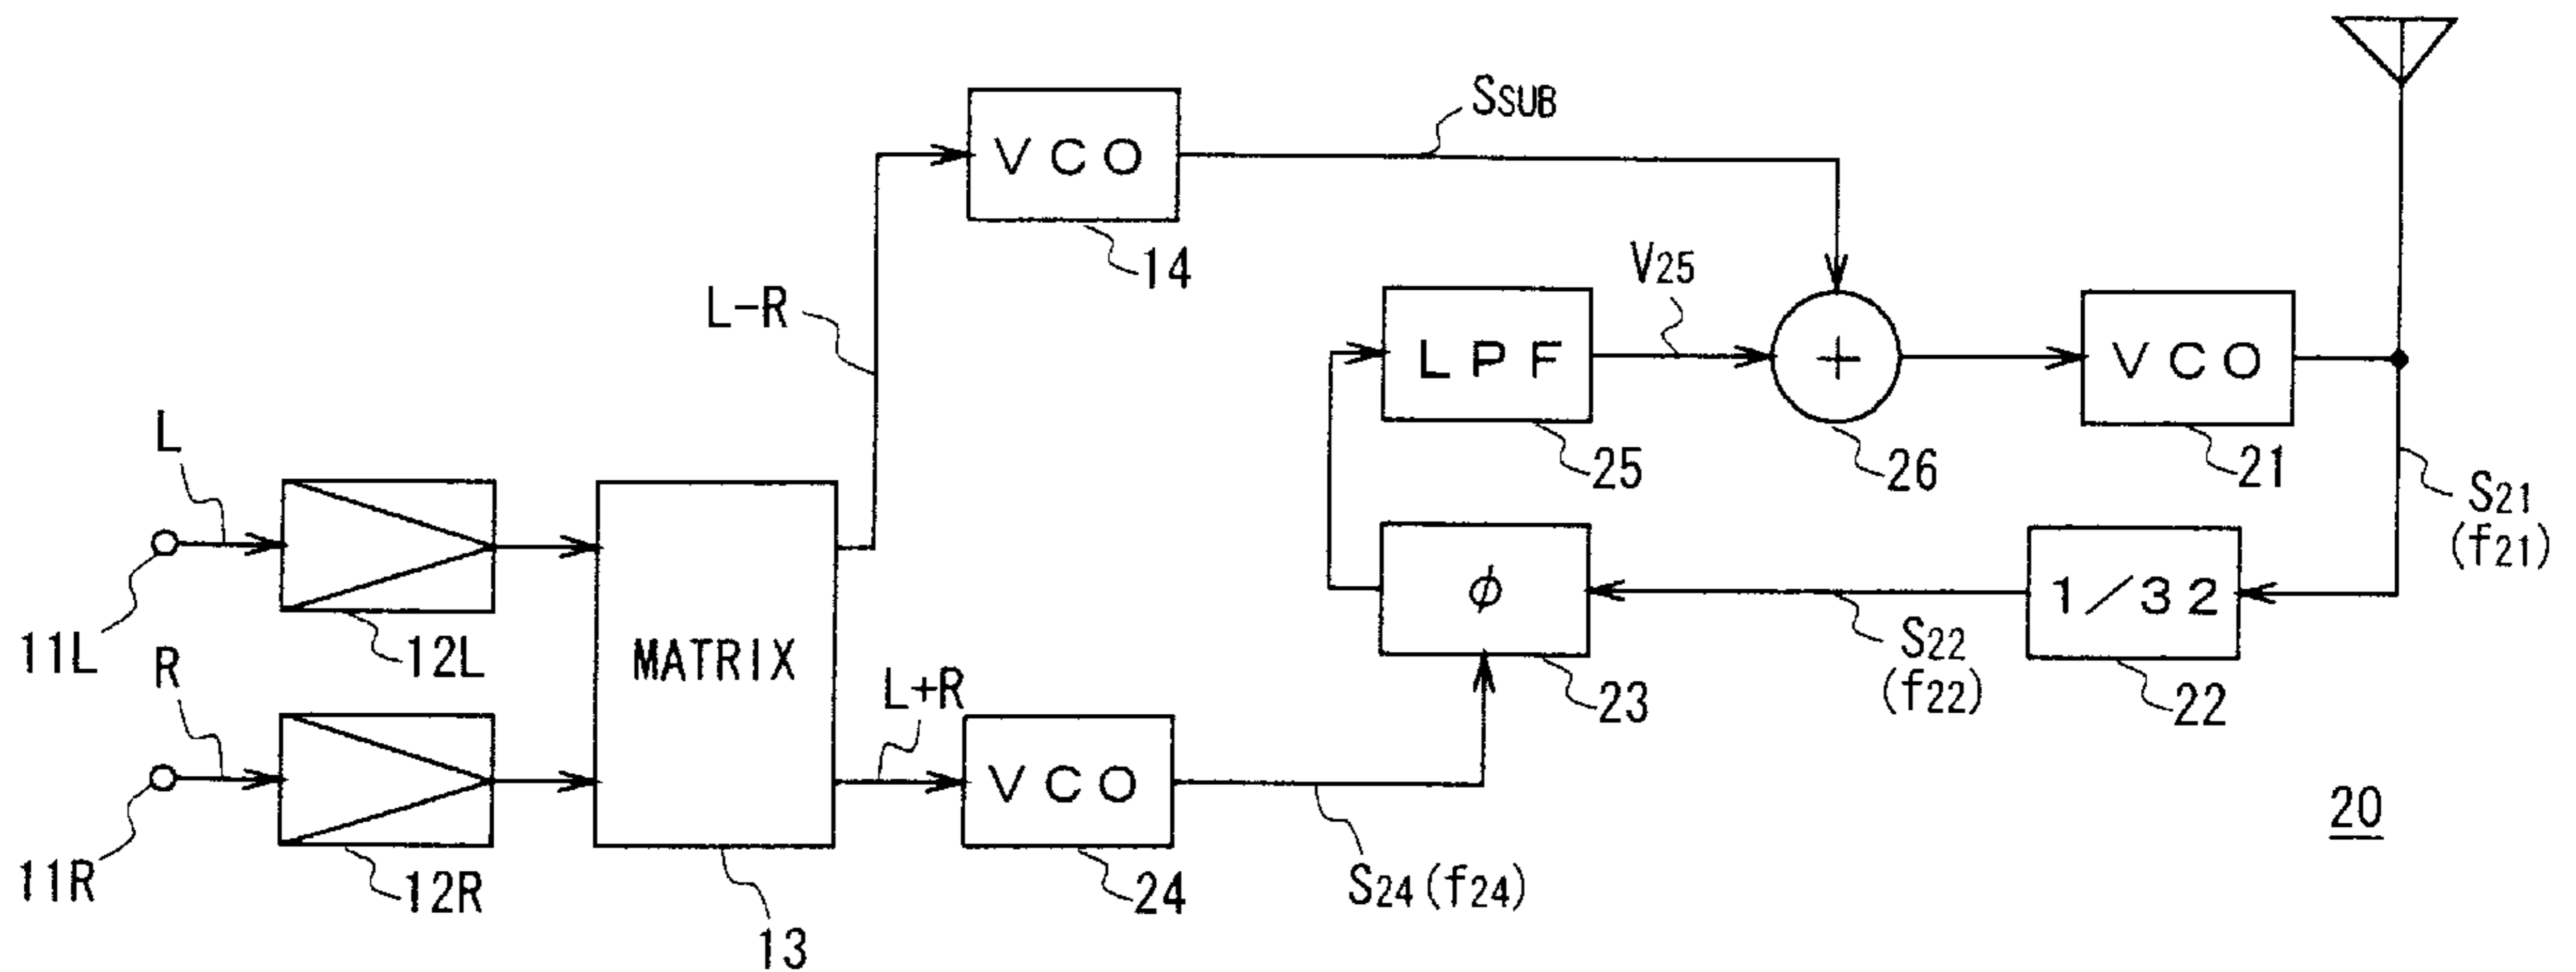 SSUB
VCO
14
L-R
V25
LPF
25
+
26
VCO
21
S21
(f21)
L
11L
12L
R
11R
12R
MATRIX
13
L+R
VCO
24
S24(f24)
φ
23
S22
(f22)
1/32
22
20